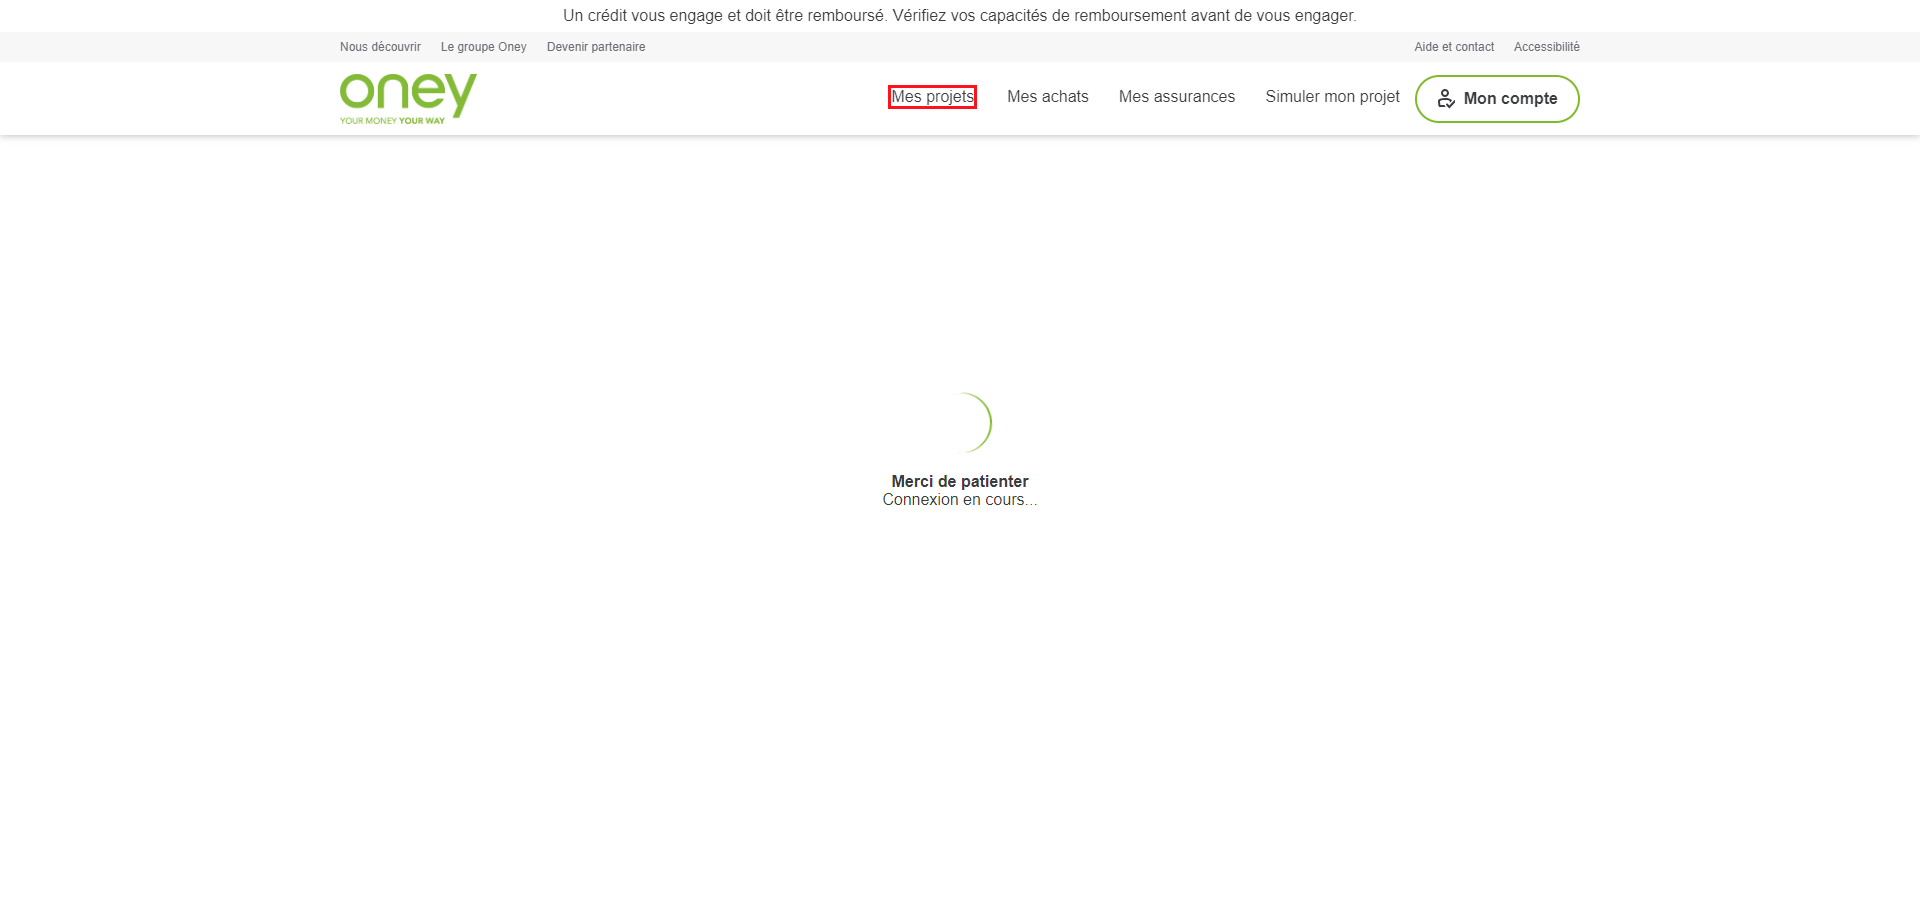 Un crédit vous engage et doit être remboursé. Vérifiez vos capacités de remboursement avant de vous engager.
Nous découvrir Le groupe Oney Devenir partenaire Aide et contact Accessibilité
oney
YOUR MONEY YOUR WAY
Mes projets Mes achats Mes assurances Simuler mon projet Mon compte
Merci de patienter
Connexion en cours...